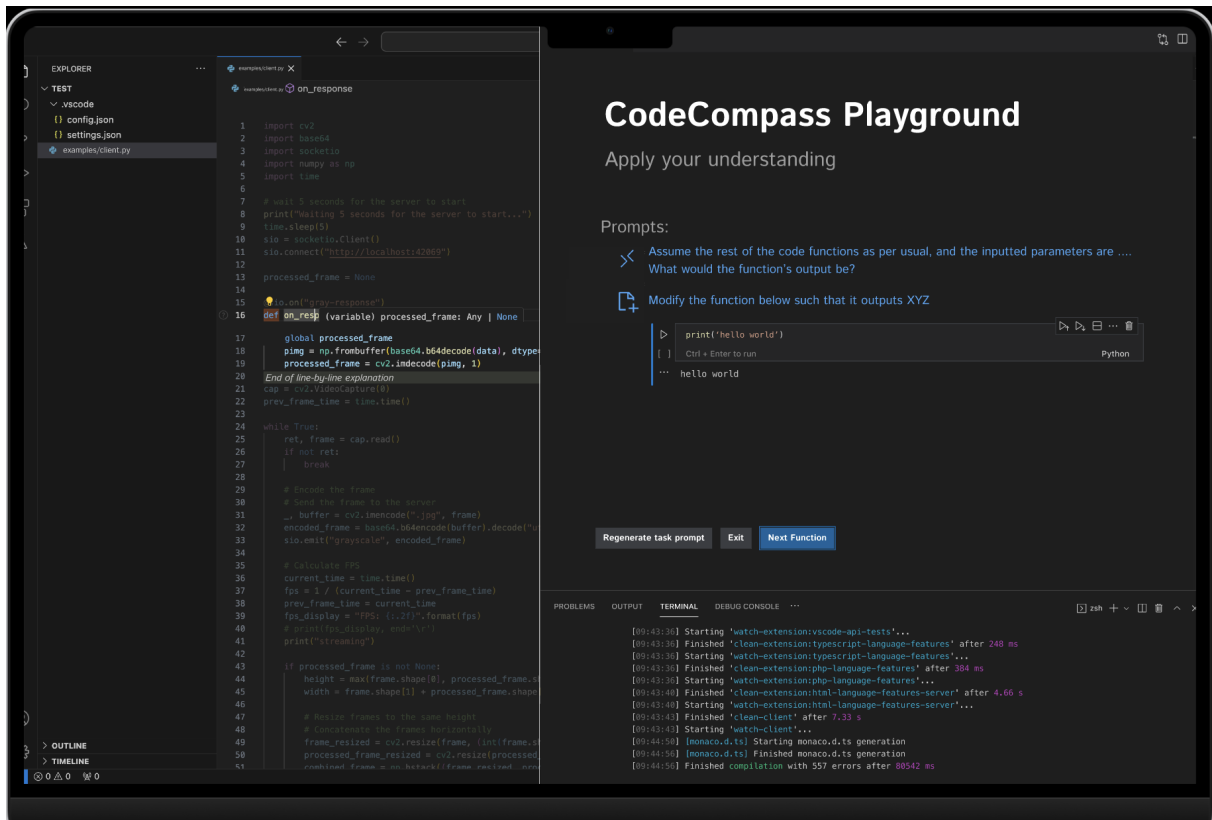 EXPLORER ...
TEST
.vscode
{} config.json
{} settings.json
examples/client.py
OUTLINE
TIMELINE
0 0 0
examples/client.py X
examples/client.py on_response
1 import cv2
2 import base64
3 import socketio
4 import numpy as np
5 import time
6
7 # wait 5 seconds for the server to start
8 print("Waiting 5 seconds for the server to start...")
9 time.sleep(5)
10 sio = socketio.Client()
11 sio.connect("http://localhost:42069")
12
13 processed_frame = None
14
15 io.on("gray-response")
16 def on_resp (variable) processed_frame: Any | None
17 global processed_frame
18 pimg = np.frombuffer(base64.b64decode(data), dtype=
19 processed_frame = cv2.imdecode(pimg, 1)
20 End of line-by-line explanation
21 cap = cv2.VideoCapture(0)
22 prev_frame_time = time.time()
23
24 while True:
25 ret, frame = cap.read()
26 if not ret:
27 break
28
29 # Encode the frame
30 # Send the frame to the server
31 _, buffer = cv2.imencode(".jpg", frame)
32 encoded_frame = base64.b64encode(buffer).decode("u
33 sio.emit("grayscale", encoded_frame)
34
35 # Calculate FPS
36 current_time = time.time()
37 fps = 1 / (current_time - prev_frame_time)
38 prev_frame_time = current_time
39 fps_display = "FPS: {:.2f}".format(fps)
40 # print(fps_display, end='\r')
41 print("streaming")
42
43 if processed_frame is not None:
44 height = max(frame.shape[0], processed_frame.s
45 width = frame.shape[1] + processed_frame.shape
46
47 # Resize frames to the same height
48 # Concatenate the frames horizontally
49 frame_resized = cv2.resize(frame, (int(frame.s
50 processed_frame_resized = cv2.resize(processed_
51 combined_frame = np.hstack((frame_resized, pro
CodeCompass Playground
Apply your understanding
Prompts:
Assume the rest of the code functions as per usual, and the inputted parameters are ....
What would the function's output be?
Modify the function below such that it outputs XYZ
print('hello world')
[ ] Ctrl + Enter to run Python
... hello world
Regenerate task prompt Exit Next Function
PROBLEMS OUTPUT TERMINAL DEBUG CONSOLE ... zsh
[09:43:36] Starting 'watch-extension:vscode-api-tests'...
[09:43:36] Finished 'clean-extension:typescript-language-features' after 248 ms
[09:43:36] Starting 'watch-extension:typescript-language-features'...
[09:43:36] Finished 'clean-extension:php-language-features' after 384 ms
[09:43:36] Starting 'watch-extension:php-language-features'...
[09:43:40] Finished 'clean-extension:html-language-features-server' after 4.66 s
[09:43:40] Starting 'watch-extension:html-language-features-server'...
[09:43:43] Finished 'clean-client' after 7.33 s
[09:43:43] Starting 'watch-client'...
[09:44:50] [monaco.d.ts] Starting monaco.d.ts generation
[09:44:50] [monaco.d.ts] Finished monaco.d.ts generation
[09:44:56] Finished compilation with 557 errors after 80542 ms